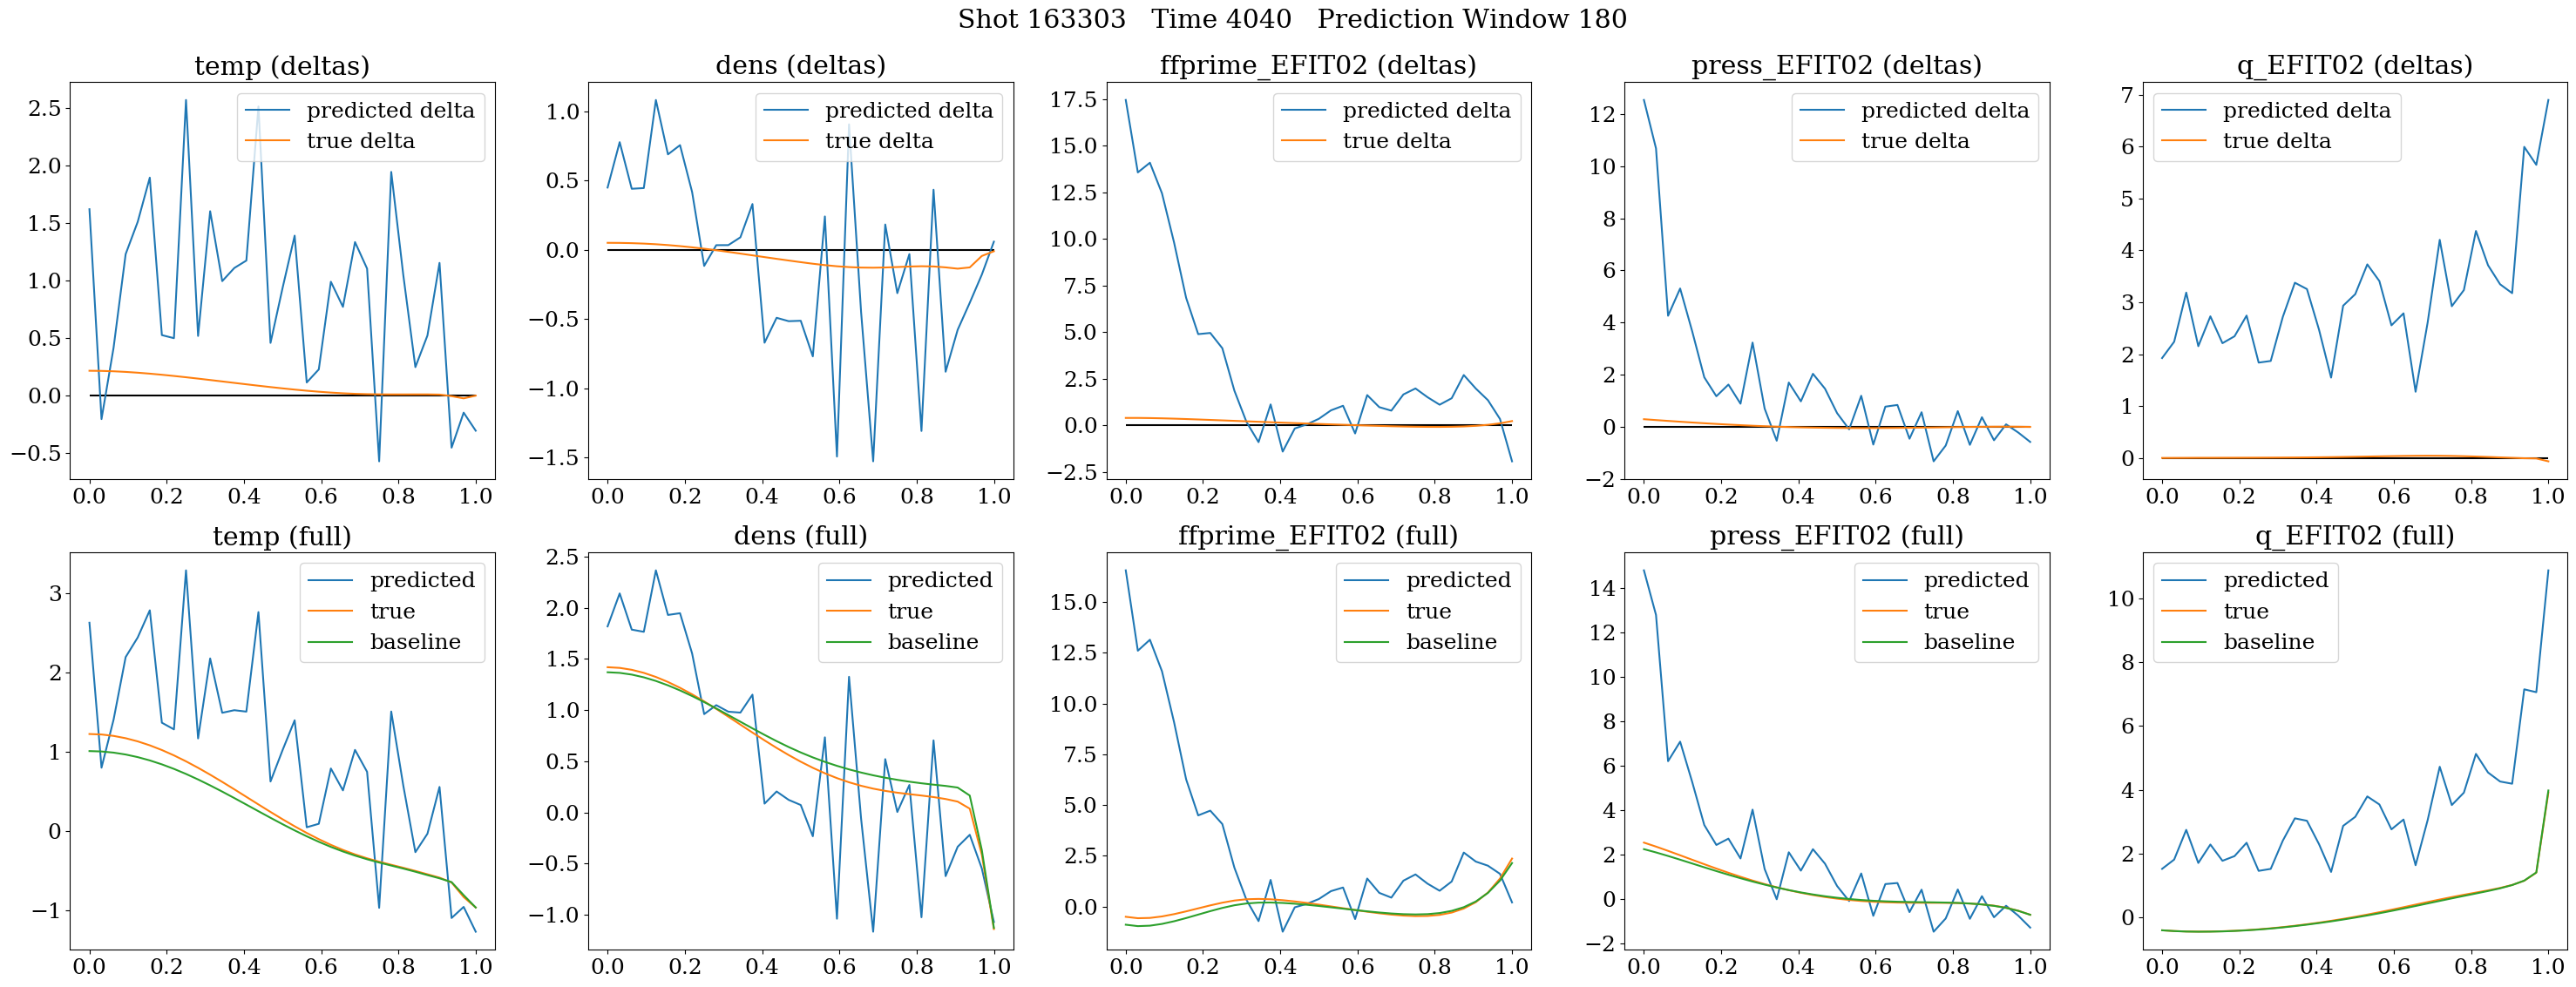 Shot 163303   Time 4040   Prediction Window 180
temp (deltas)
predicted delta
true delta
2.5
2.0
1.5
1.0
0.5
0.0
−0.5
0.0 0.2 0.4 0.6 0.8 1.0
dens (deltas)
predicted delta
true delta
1.0
0.5
0.0
−0.5
−1.0
−1.5
0.0 0.2 0.4 0.6 0.8 1.0
ffprime_EFIT02 (deltas)
predicted delta
true delta
17.5
15.0
12.5
10.0
7.5
5.0
2.5
0.0
−2.5
0.0 0.2 0.4 0.6 0.8 1.0
press_EFIT02 (deltas)
predicted delta
true delta
12
10
8
6
4
2
0
−2
0.0 0.2 0.4 0.6 0.8 1.0
q_EFIT02 (deltas)
predicted delta
true delta
7
6
5
4
3
2
1
0
0.0 0.2 0.4 0.6 0.8 1.0
temp (full)
predicted
true
baseline
3
2
1
0
−1
0.0 0.2 0.4 0.6 0.8 1.0
dens (full)
predicted
true
baseline
2.5
2.0
1.5
1.0
0.5
0.0
−0.5
−1.0
0.0 0.2 0.4 0.6 0.8 1.0
ffprime_EFIT02 (full)
predicted
true
baseline
15.0
12.5
10.0
7.5
5.0
2.5
0.0
0.0 0.2 0.4 0.6 0.8 1.0
press_EFIT02 (full)
predicted
true
baseline
14
12
10
8
6
4
2
0
−2
0.0 0.2 0.4 0.6 0.8 1.0
q_EFIT02 (full)
predicted
true
baseline
10
8
6
4
2
0
0.0 0.2 0.4 0.6 0.8 1.0